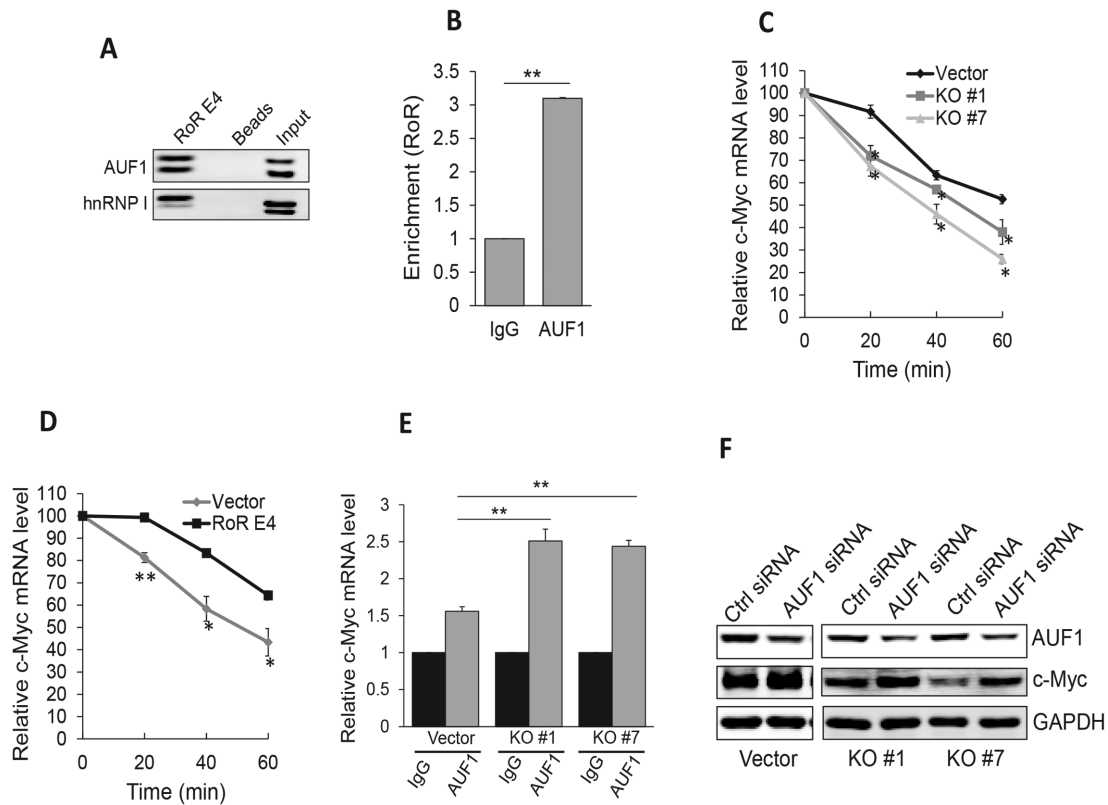 A
RoR E4
Beads
Input
AUF1
hnRNP I
B
Enrichment (RoR)
3.5
3
2.5
2
1.5
1
0.5
0
**
IgG
AUF1
C
Relative c-Myc mRNA level
110
100
90
80
70
60
50
40
30
20
10
0
Vector
KO #1
KO #7
*
*
*
*
*
*
0
20
40
60
Time (min)
D
Relative c-Myc mRNA level
110
100
90
80
70
60
50
40
30
20
10
0
Vector
RoR E4
**
*
*
0
20
40
60
Time (min)
E
Relative c-Myc mRNA level
3
2.5
2
1.5
1
0.5
0
**
**
Vector
KO #1
KO #7
IgG
AUF1
IgG
AUF1
IgG
AUF1
F
Ctrl siRNA
AUF1 siRNA
Ctrl siRNA
AUF1 siRNA
Ctrl siRNA
AUF1 siRNA
AUF1
c-Myc
GAPDH
Vector
KO #1
KO #7